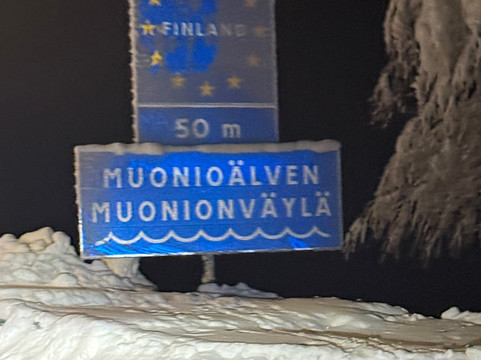 FINLAND
50 m
MUONIOÄLVEN
MUONIONVÄYLÄ